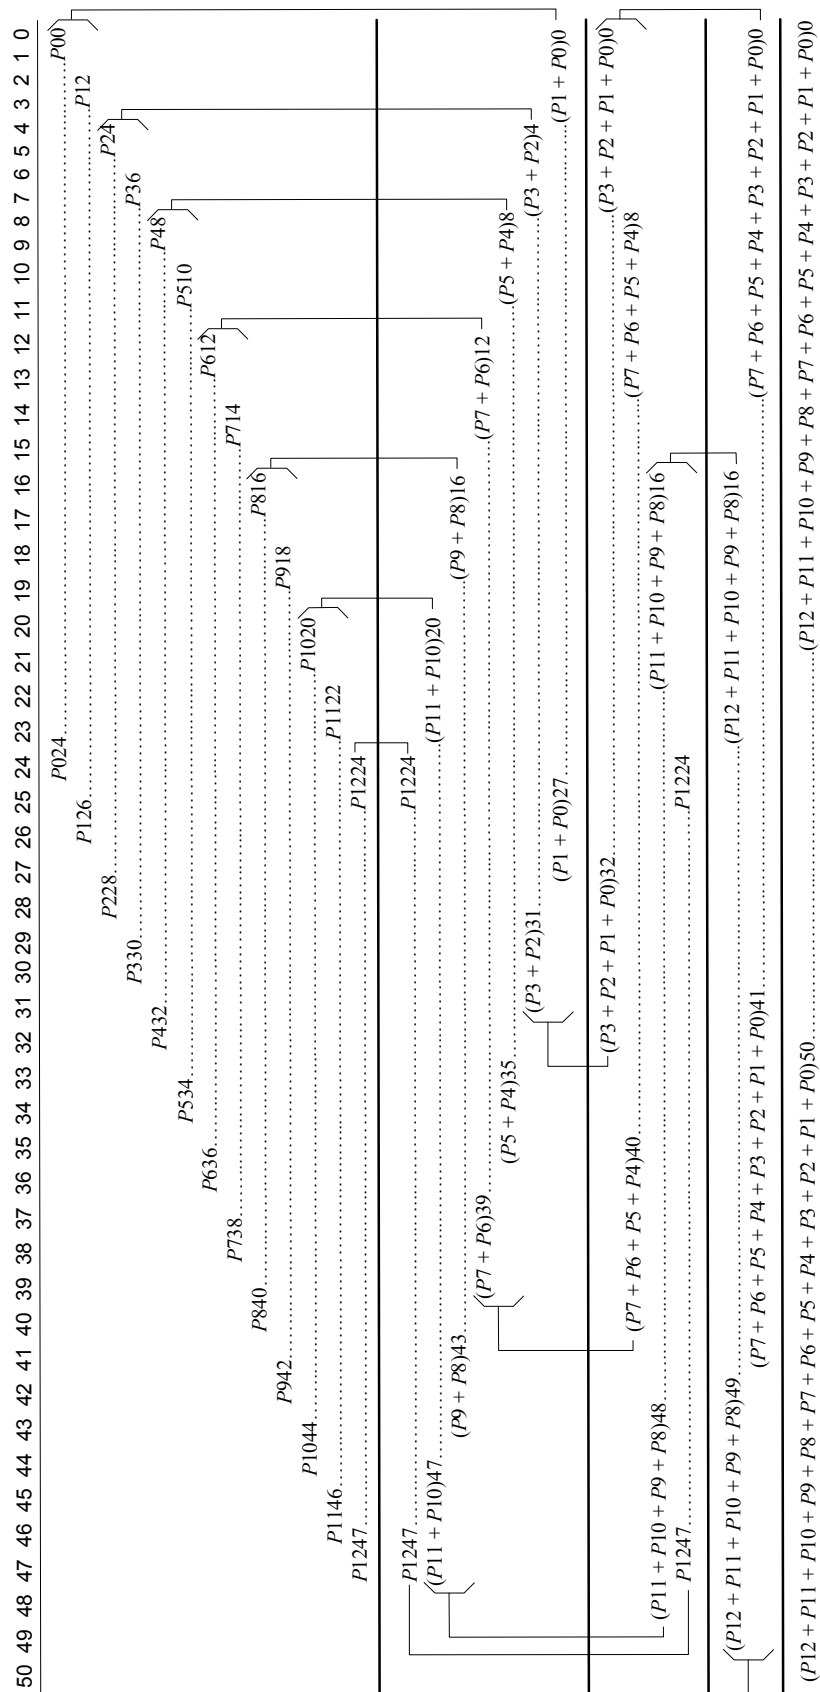 50 49 48 47 46 45 44 43 42 41 40 39 38 37 36 35 34 33 32 31 30 29 28 27 26 25 24 23 22 21 20 19 18 17 16 15 14 13 12 11 10 9 8 7 6 5 4 3 2 1 0
P024 P00
P126 P12
P228 P24
P330 P36
P432 P48
P534 P510
P636 P612
P738 P714
P840 P816
P942 P918
P1044 P1020
P1146 P1122
P1247 P1224
P1247 P1224
(P11 + P10)47 (P11 + P10)20
(P9 + P8)43 (P9 + P8)16
(P7 + P6)39 (P7 + P6)12
(P5 + P4)35 (P5 + P4)8
(P3 + P2)31 (P3 + P2)4
(P1 + P0)27 (P1 + P0)0
(P3 + P2 + P1 + P0)32 (P3 + P2 + P1 + P0)0
(P7 + P6 + P5 + P4)40 (P7 + P6 + P5 + P4)8
(P11 + P10 + P9 + P8)48 (P11 + P10 + P9 + P8)16
P1247 P1224
(P12 + P11 + P10 + P9 + P8)49 (P12 + P11 + P10 + P9 + P8)16
(P7 + P6 + P5 + P4 + P3 + P2 + P1 + P0)41 (P7 + P6 + P5 + P4 + P3 + P2 + P1 + P0)0
(P12 + P11 + P10 + P9 + P8 + P7 + P6 + P5 + P4 + P3 + P2 + P1 + P0)50 (P12 + P11 + P10 + P9 + P8 + P7 + P6 + P5 + P4 + P3 + P2 + P1 + P0)0